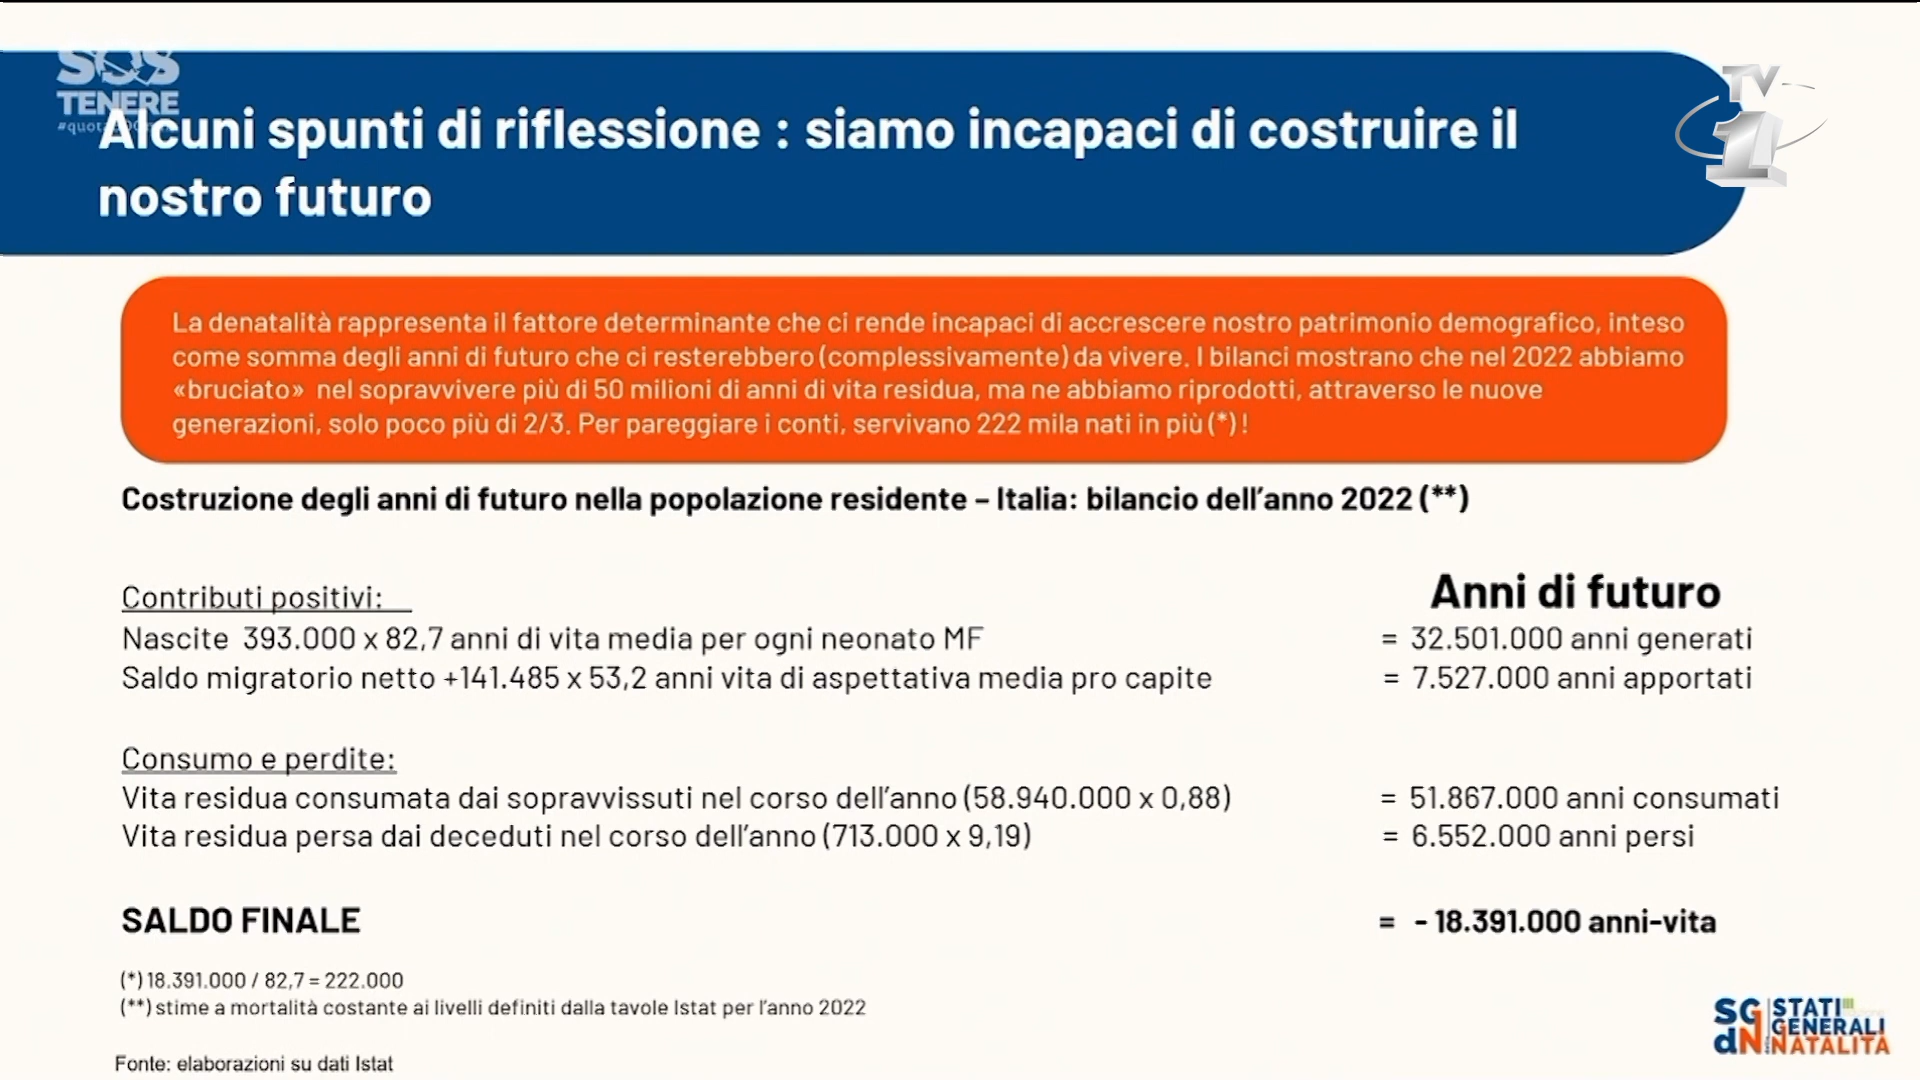 SOS
TENERE
TV
1
Alcuni spunti di riflessione : siamo incapaci di costruire il
nostro futuro
La denatalità rappresenta il fattore determinante che ci rende incapaci di accrescere nostro patrimonio demografico, inteso
come somma degli anni di futuro che ci resterebbero (complessivamente) da vivere. I bilanci mostrano che nel 2022 abbiamo
«bruciato» nel sopravvivere più di 50 milioni di anni di vita residua, ma ne abbiamo riprodotti, attraverso le nuove
generazioni, solo poco più di 2/3. Per pareggiare i conti, servivano 222 mila nati in più (*) !
Costruzione degli anni di futuro nella popolazione residente – Italia: bilancio dell'anno 2022 (**)
Anni di futuro
Contributi positivi:
Nascite 393.000 x 82,7 anni di vita media per ogni neonato MF = 32.501.000 anni generati
Saldo migratorio netto +141.485 x 53,2 anni vita di aspettativa media pro capite = 7.527.000 anni apportati
Consumo e perdite:
Vita residua consumata dai sopravvissuti nel corso dell'anno (58.940.000 x 0,88) = 51.867.000 anni consumati
Vita residua persa dai deceduti nel corso dell'anno (713.000 x 9,19) = 6.552.000 anni persi
SALDO FINALE = - 18.391.000 anni-vita
(*) 18.391.000 / 82,7 = 222.000
(**) stime a mortalità costante ai livelli definiti dalla tavole Istat per l'anno 2022
Fonte: elaborazioni su dati Istat
SG STATI
GENERALI
dN NATALITÀ